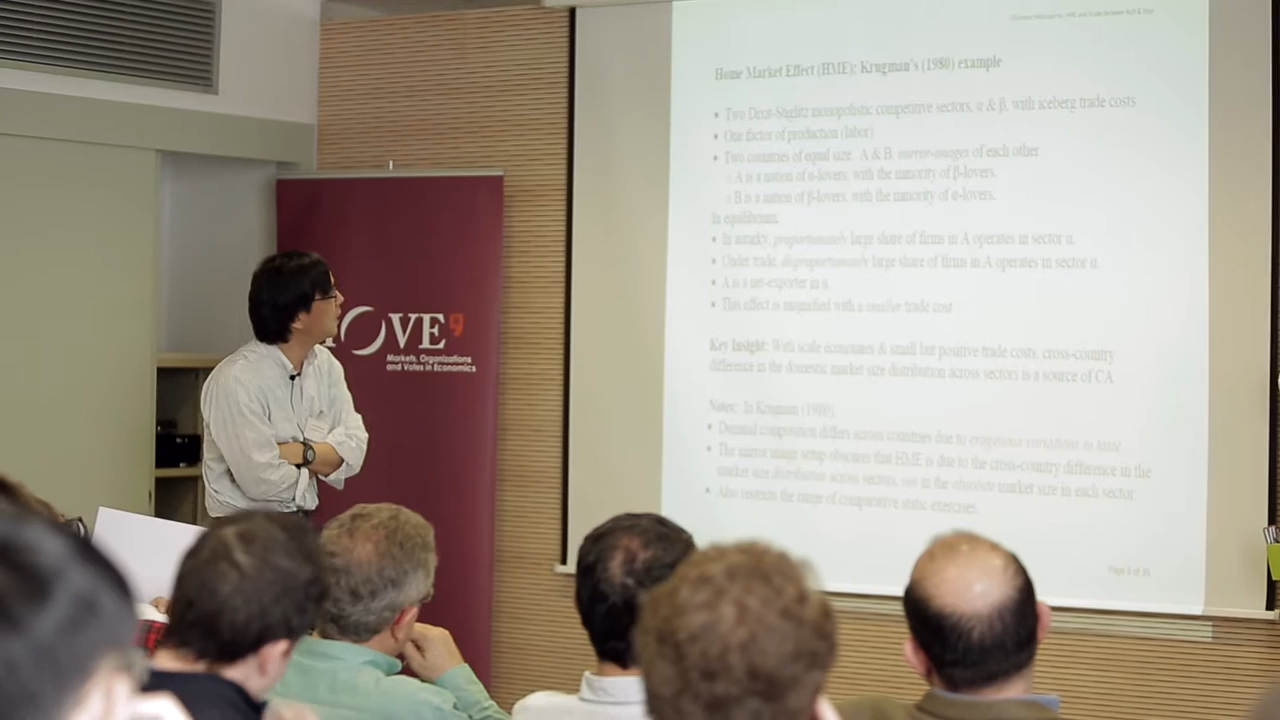 Home Market Effect (HME): Krugman's (1980) example
• Two Dixit-Stiglitz monopolistic competitive sectors, α & β, with iceberg trade costs
• One factor of production (labor)
• Two countries of equal size A & B, mirror-images of each other
o A is a nation of α-lovers, with the minority of β-lovers.
o B is a nation of β-lovers, with the minority of α-lovers.
In equilibrium,
• In autarky, proportionately large share of firms in A operates in sector α.
• Under trade, disproportionately large share of firms in A operates in sector α.
• A is a net-exporter in α.
• This effect is magnified with a smaller trade cost
Key Insight: With scale economies & small but positive trade costs, cross-country
difference in the domestic market size distribution across sectors is a source of CA
Notes: In Krugman (1980),
• Demand composition differs across countries due to exogenous variations in taste
• The mirror image setup obscures that HME is due to the cross-country difference in the
market size distribution across sectors, not in the absolute market size in each sector
• Also restricts the range of comparative static exercises.
OVE
Markets, Organizations
and Votes in Economics